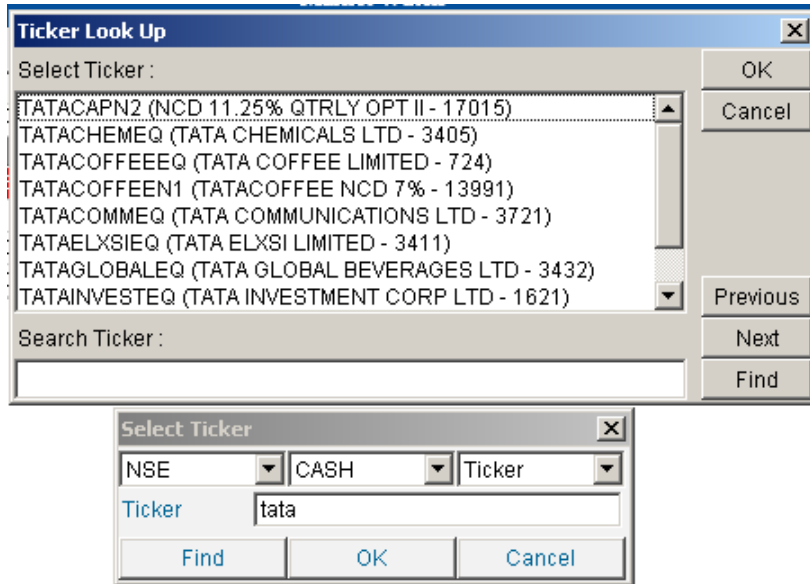 Ticker Look Up
Select Ticker :
OK
TATACAPN2 (NCD 11.25% QTRLY OPT II - 17015)
Cancel
TATACHEMEQ (TATA CHEMICALS LTD - 3405)
TATACOFFEEEQ (TATA COFFEE LIMITED - 724)
TATACOFFEEN1 (TATACOFFEE NCD 7% - 13991)
TATACOMMEQ (TATA COMMUNICATIONS LTD - 3721)
TATAELXSIEQ (TATA ELXSI LIMITED - 3411)
TATAGLOBALEQ (TATA GLOBAL BEVERAGES LTD - 3432)
TATAINVESTEQ (TATA INVESTMENT CORP LTD - 1621)
Previous
Search Ticker :
Next
Find
Select Ticker
NSE CASH Ticker
Ticker tata
Find OK Cancel